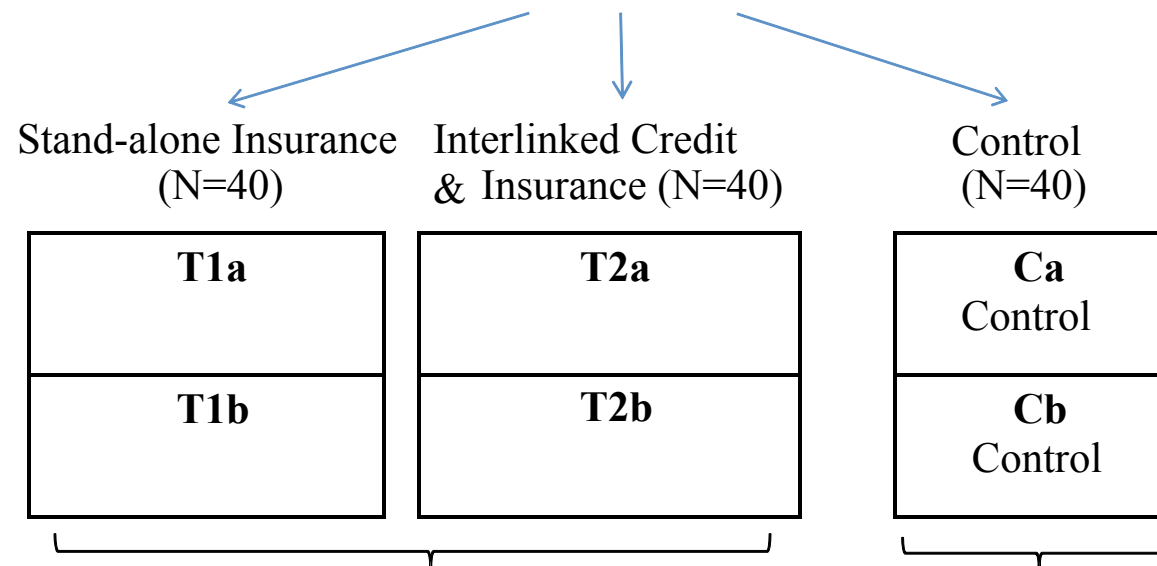 Stand-alone Insurance
(N=40)
Interlinked Credit
& Insurance (N=40)
Control
(N=40)
T1a
T2a
Ca
Control
T1b
T2b
Cb
Control